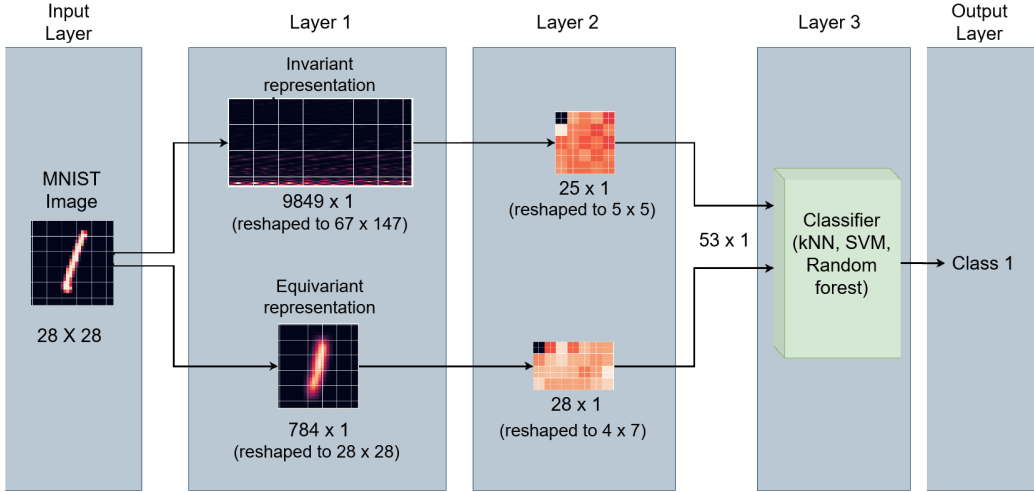 Input
Layer
Layer 1
Layer 2
Layer 3
Output
Layer
MNIST
Image
28 X 28
Invariant
representation
9849 x 1
(reshaped to 67 x 147)
Equivariant
representation
784 x 1
(reshaped to 28 x 28)
25 x 1
(reshaped to 5 x 5)
28 x 1
(reshaped to 4 x 7)
53 x 1
Classifier
(kNN, SVM,
Random
forest)
Class 1